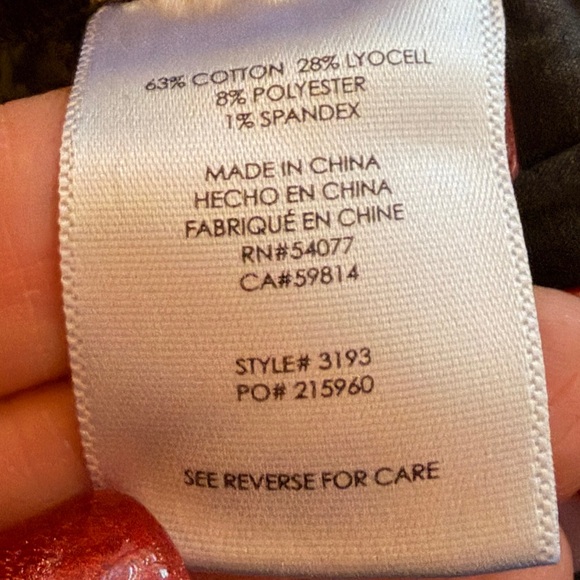 63% COTTON 28% LYOCELL
8% POLYESTER
1% SPANDEX
MADE IN CHINA
HECHO EN CHINA
FABRIQUÉ EN CHINE
RN#54077
CA#59814
STYLE# 3193
PO# 215960
SEE REVERSE FOR CARE